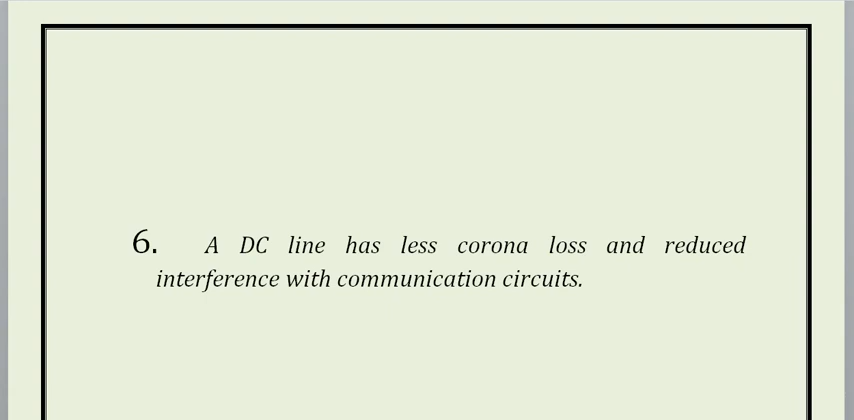 6. A DC line has less corona loss and reduced
interference with communication circuits.